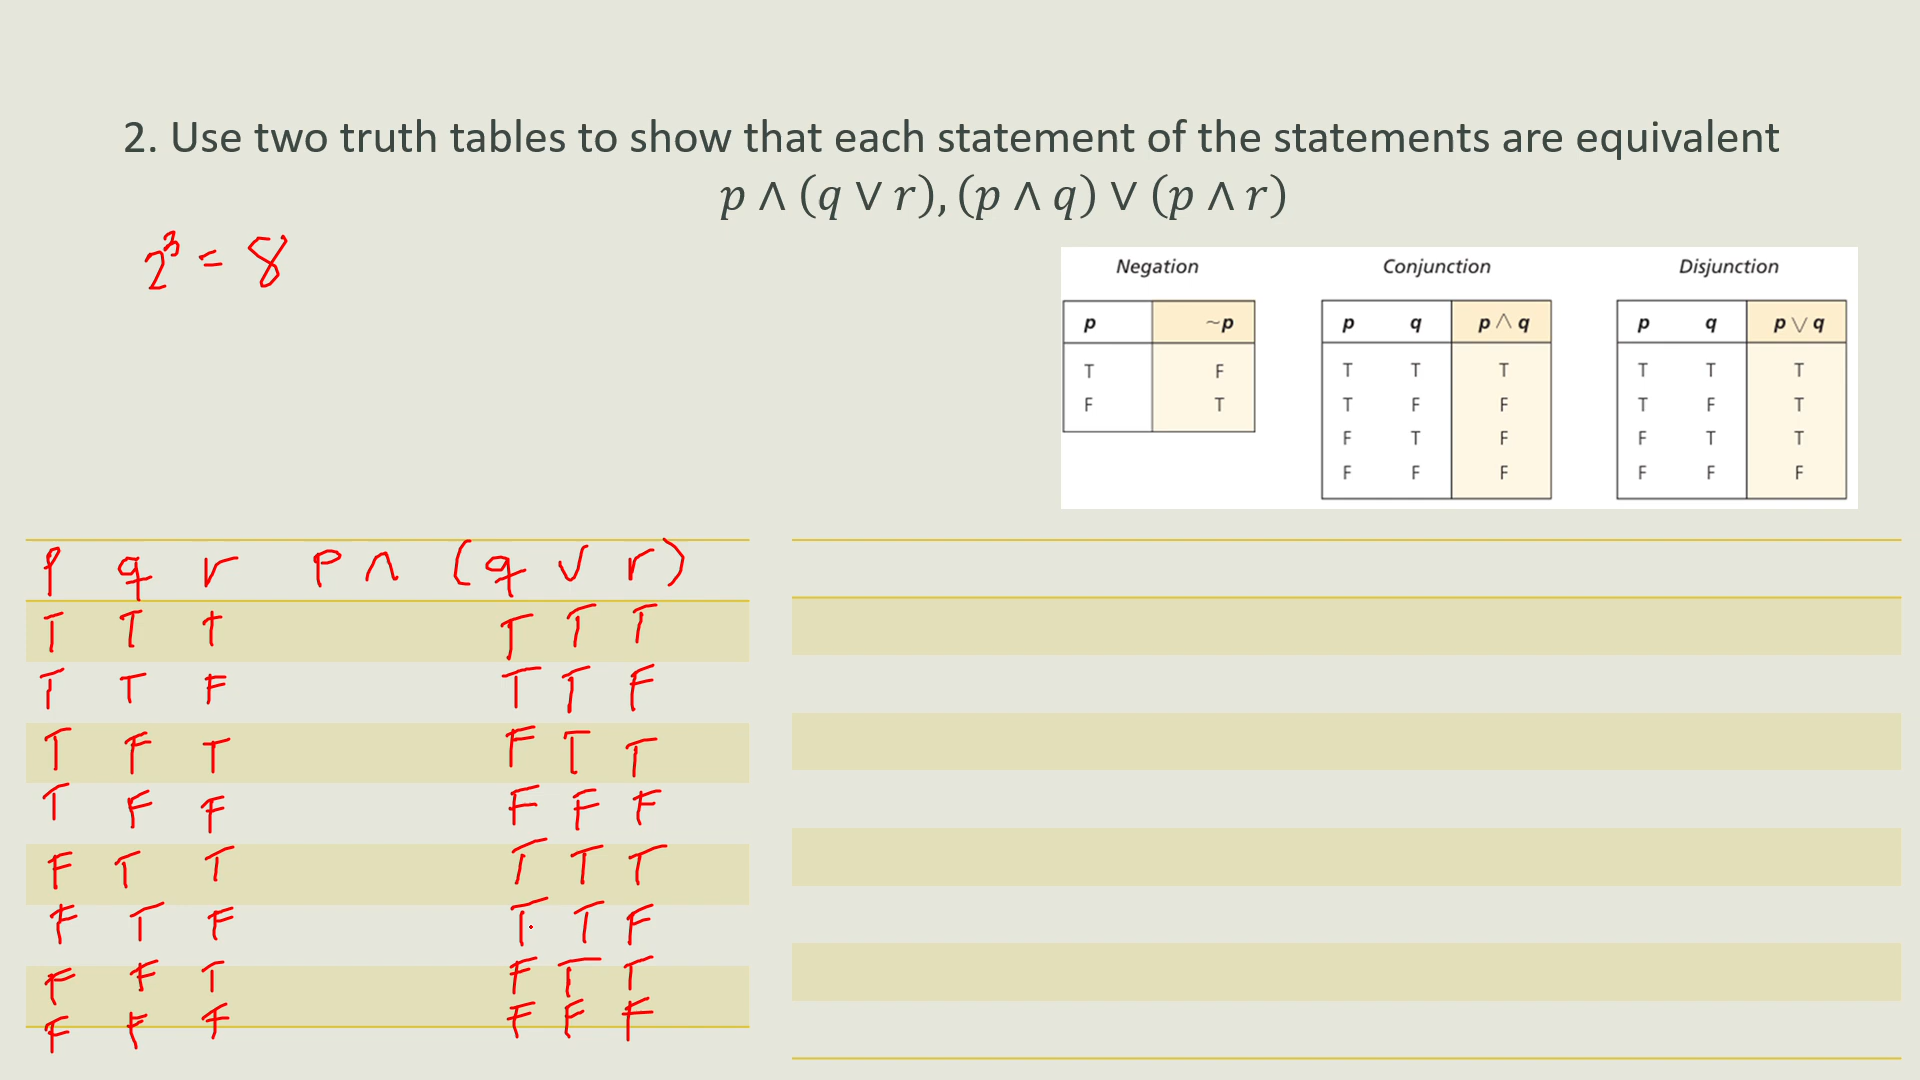 2. Use two truth tables to show that each statement of the statements are equivalent
p ∧ (q ∨ r), (p ∧ q) ∨ (p ∧ r)
2³ = 8
Negation Conjunction Disjunction
p ~p p q p ∧ q p q p ∨ q
T F T T T T T T
F T T F F T F T
F T F F T T
F F F F F F
p q r p ∧ (q ∨ r)
T T T T T T
T T F T T F
T F T F T T
T F F F F F
F T T T T T
F T F T T F
F F T F T T
F F F F F F